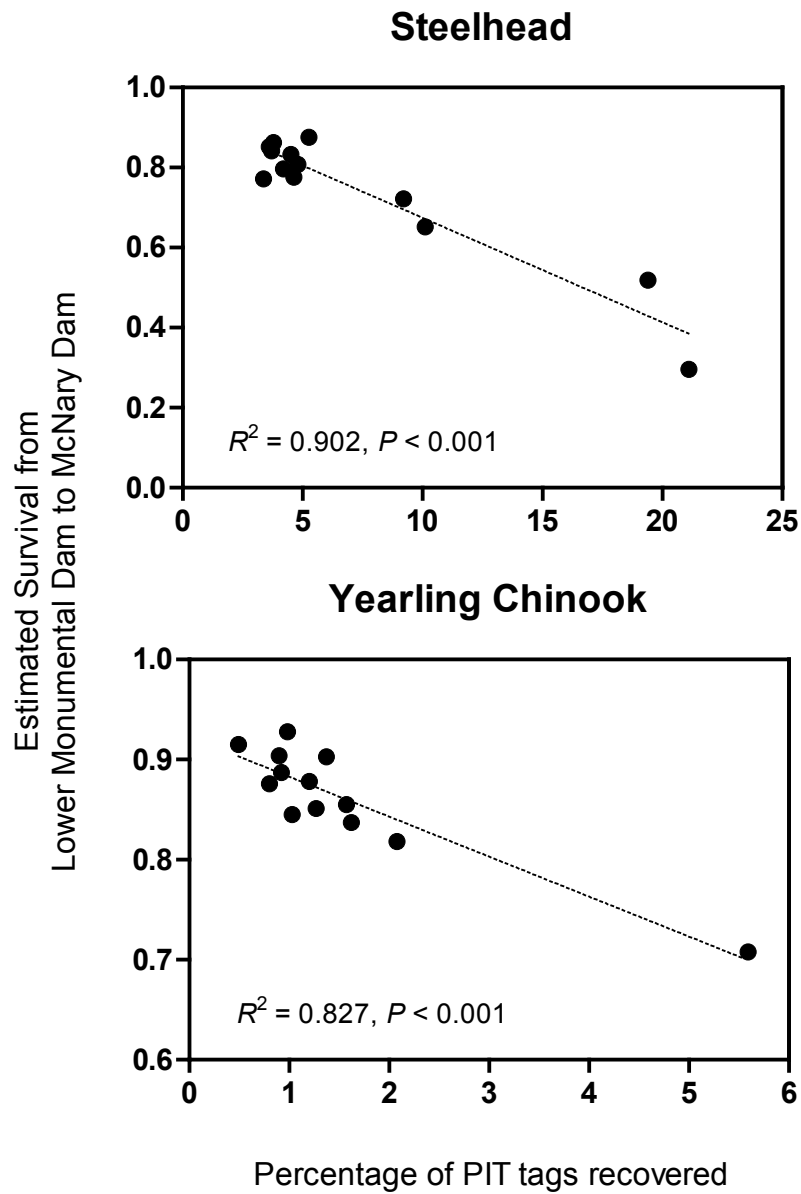 Steelhead
1.0
0.8
0.6
0.4
0.2
0.0
R² = 0.902, P < 0.001
0 5 10 15 20 25
Estimated Survival from
Lower Monumental Dam to McNary Dam
Yearling Chinook
1.0
0.9
0.8
0.7
0.6
R² = 0.827, P < 0.001
0 1 2 3 4 5 6
Percentage of PIT tags recovered